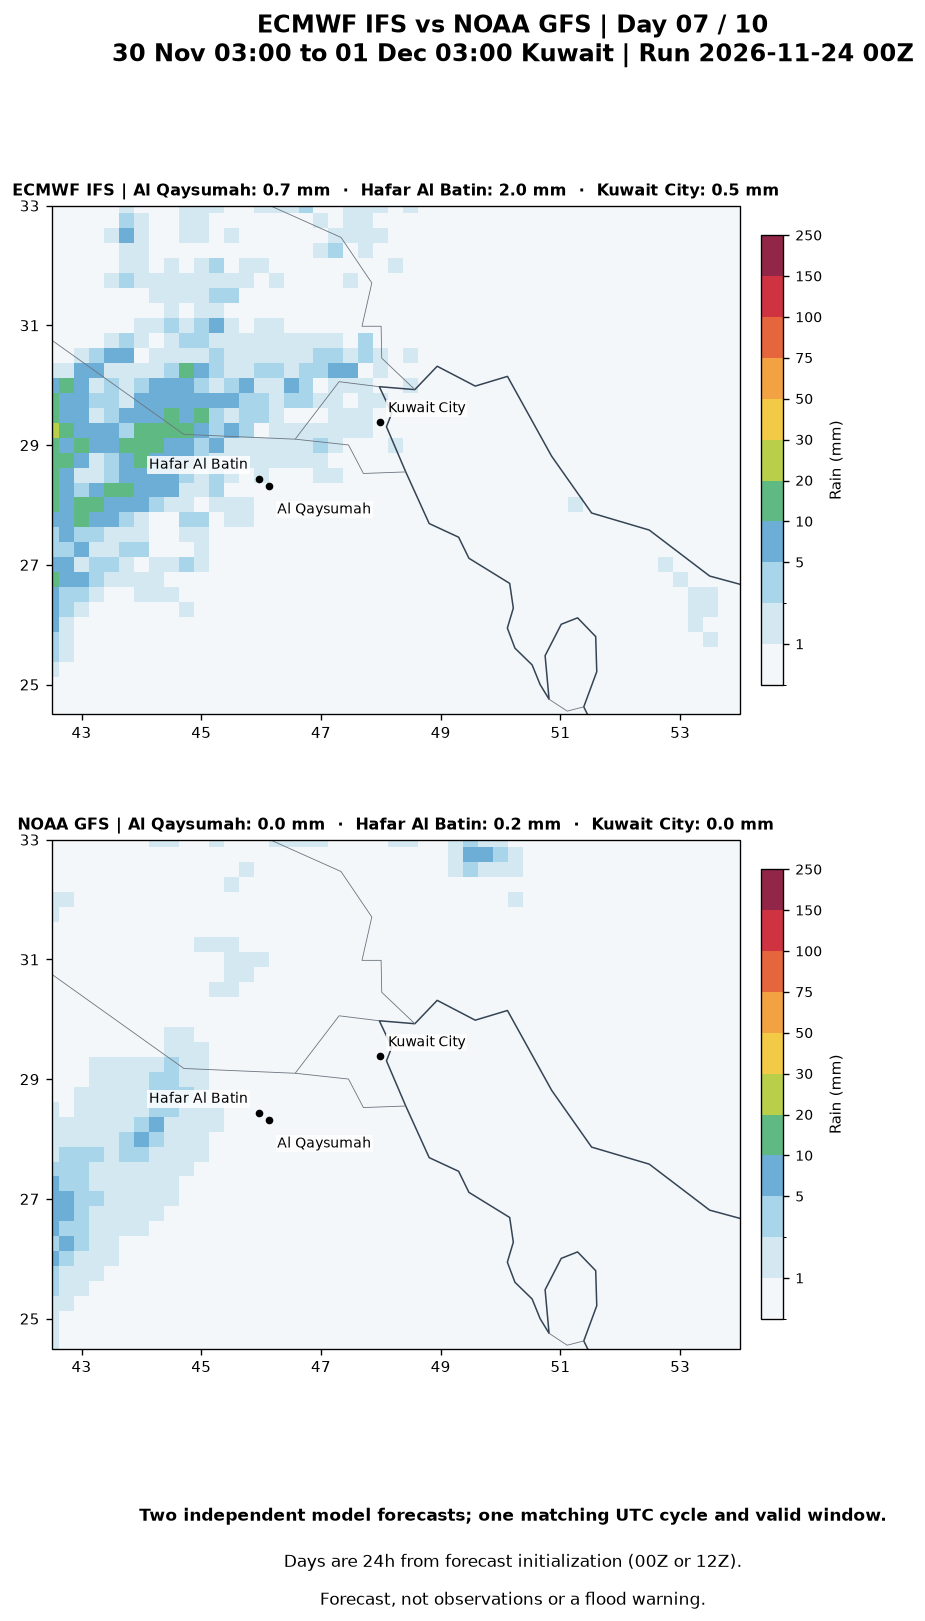 ECMWF IFS vs NOAA GFS | Day 07 / 10
30 Nov 03:00 to 01 Dec 03:00 Kuwait | Run 2026-11-24 00Z
ECMWF IFS | Al Qaysumah: 0.7 mm · Hafar Al Batin: 2.0 mm · Kuwait City: 0.5 mm
33
31
29
27
25
43
45
47
49
51
53
Kuwait City
Hafar Al Batin
Al Qaysumah
250
150
100
75
50
30
20
10
5
1
Rain (mm)
NOAA GFS | Al Qaysumah: 0.0 mm · Hafar Al Batin: 0.2 mm · Kuwait City: 0.0 mm
33
31
29
27
25
43
45
47
49
51
53
Kuwait City
Hafar Al Batin
Al Qaysumah
250
150
100
75
50
30
20
10
5
1
Rain (mm)
Two independent model forecasts; one matching UTC cycle and valid window.
Days are 24h from forecast initialization (00Z or 12Z).
Forecast, not observations or a flood warning.